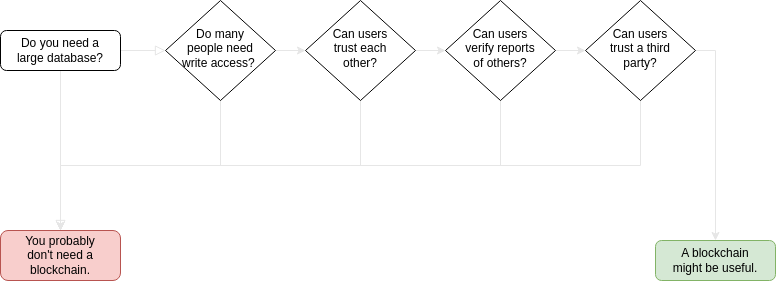 Do you need a
large database?
Do many
people need
write access?
Can users
trust each
other?
Can users
verify reports
of others?
Can users
trust a third
party?
You probably
don't need a
blockchain.
A blockchain
might be useful.